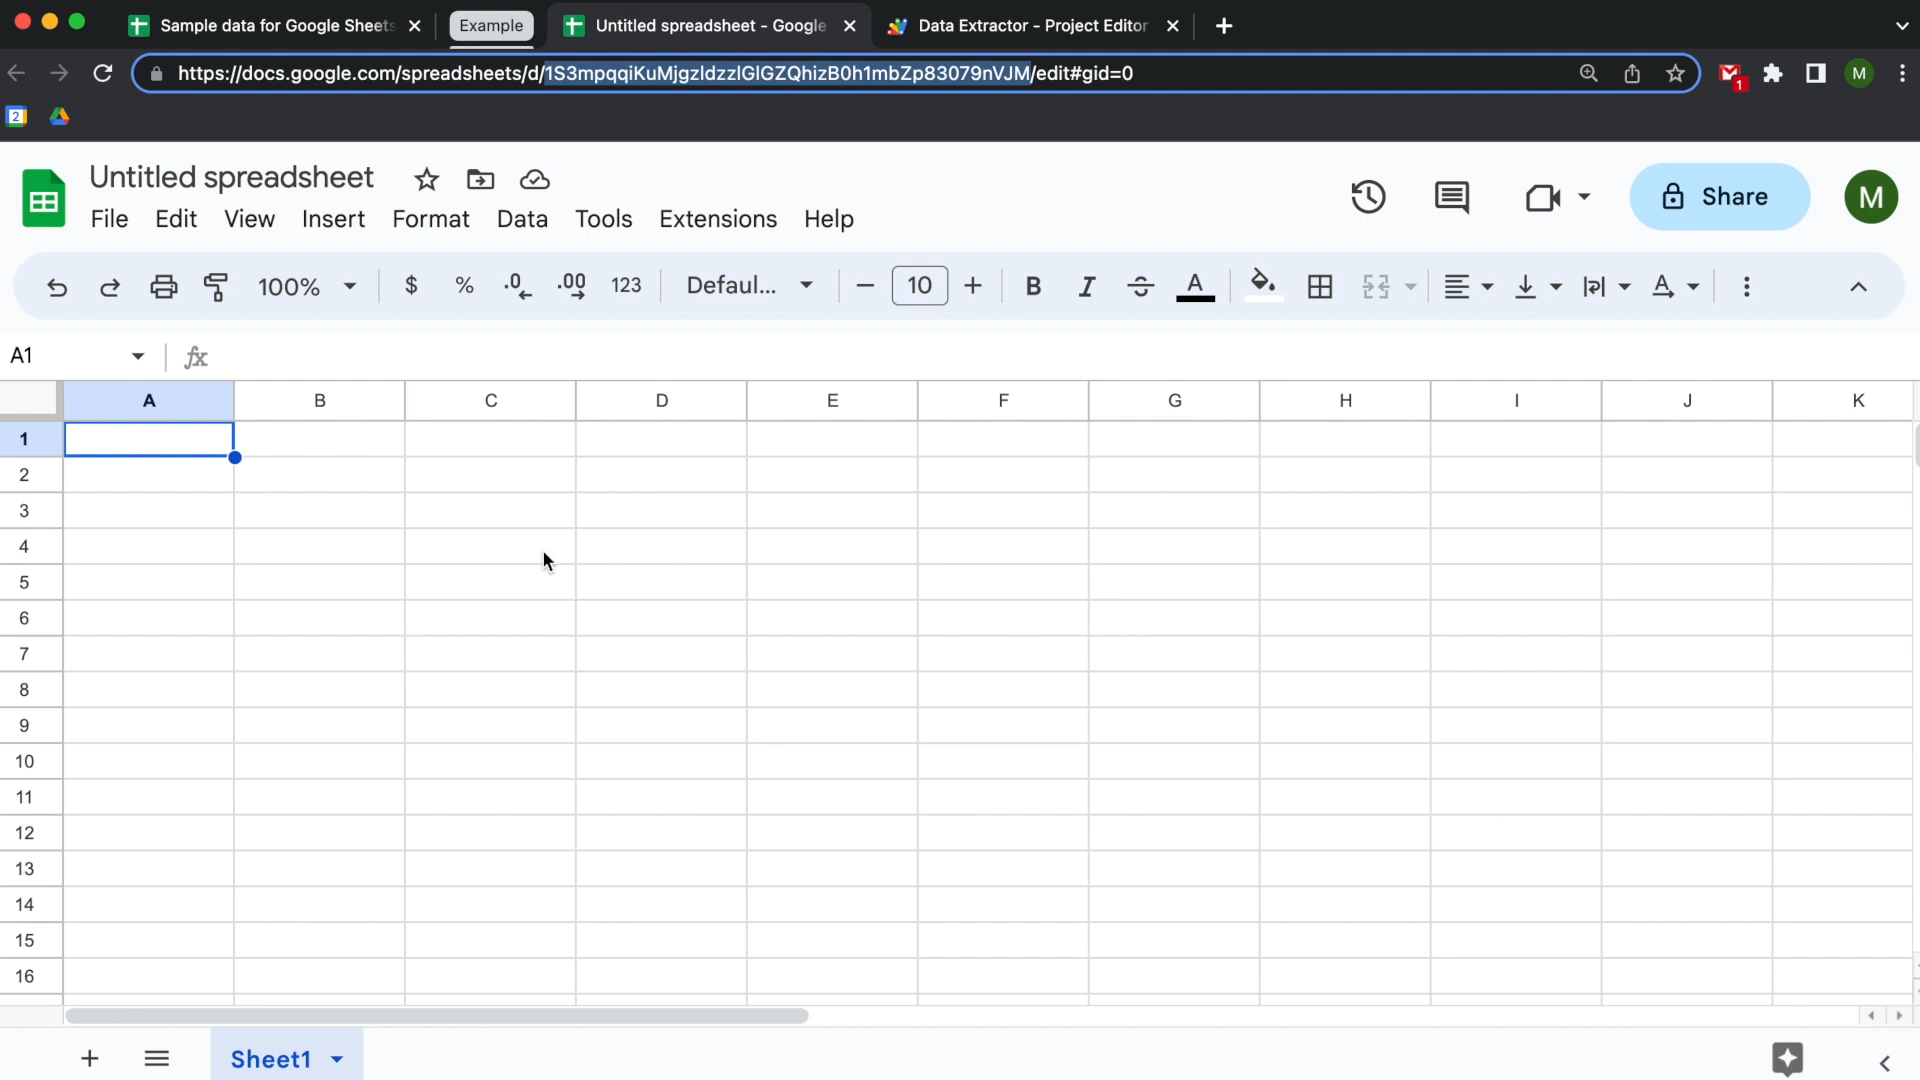 Sample data for Google Sheets
Example
Untitled spreadsheet - Google
Data Extractor - Project Editor
https://docs.google.com/spreadsheets/d/1S3mpqqiKuMjgzldzzlGlGZQhizB0h1mbZp83079nVJM/edit#gid=0
1
M
2
Untitled spreadsheet
File Edit View Insert Format Data Tools Extensions Help
Share
M
100% $ % .0 .00 123 Defaul... 10 B I S A A
A1 fx
A B C D E F G H I J K
1
2
3
4
5
6
7
8
9
10
11
12
13
14
15
16
Sheet1